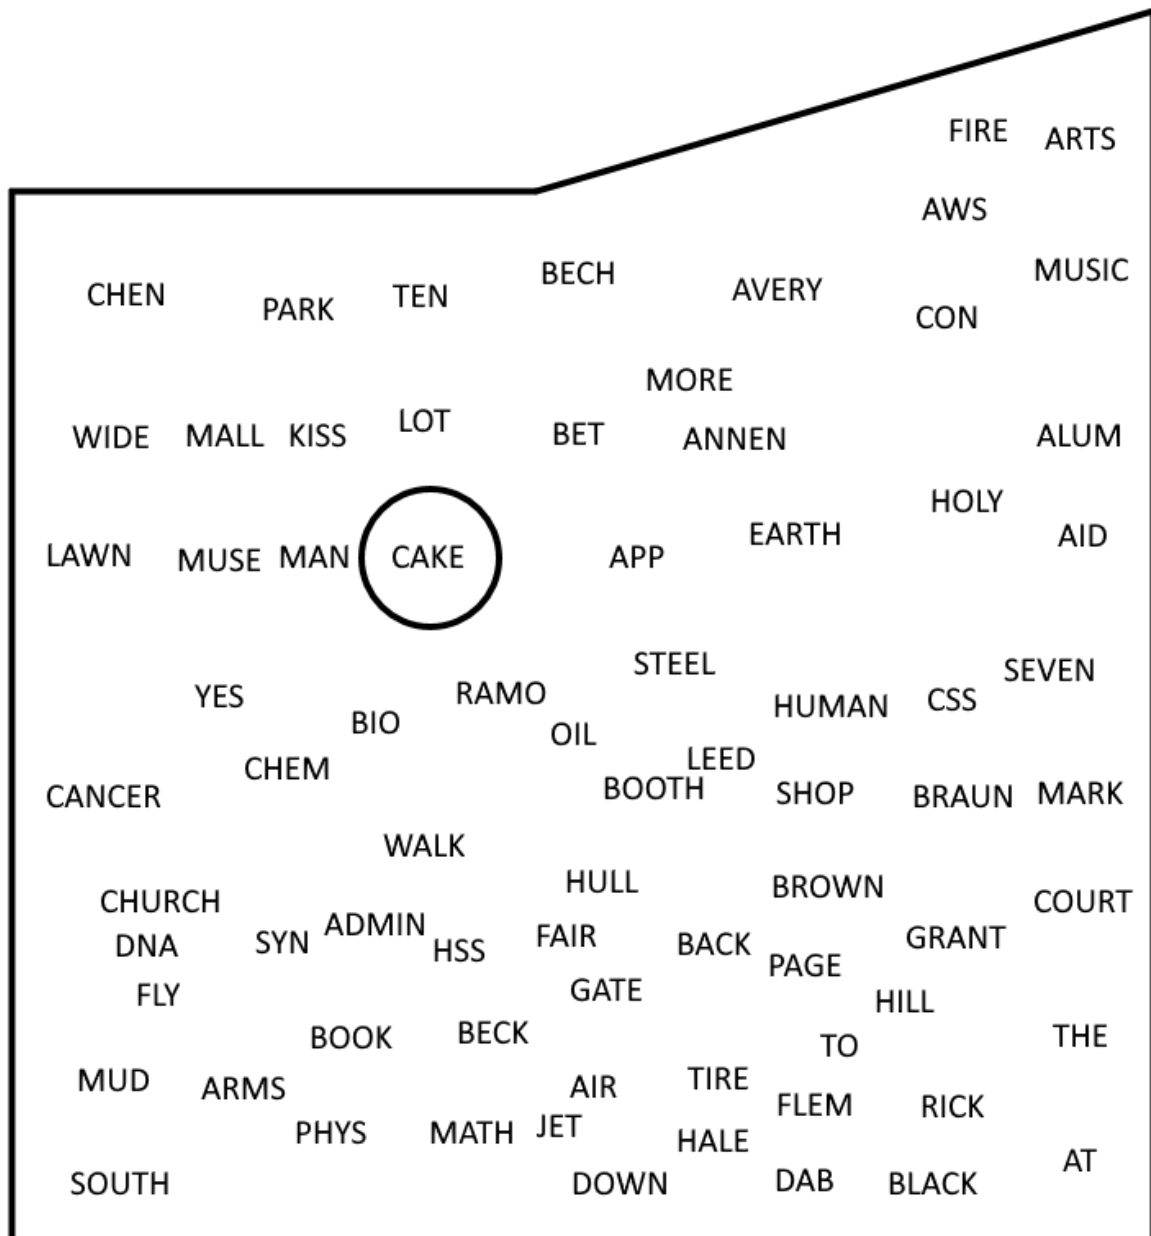 FIRE ARTS
AWS
CHEN PARK TEN BECH AVERY CON MUSIC
MORE
WIDE MALL KISS LOT BET ANNEN ALUM
HOLY
LAWN MUSE MAN CAKE APP EARTH AID
STEEL SEVEN
YES BIO RAMO OIL HUMAN CSS
CHEM LEED
CANCER BOOTH SHOP BRAUN MARK
WALK
HULL BROWN
CHURCH COURT
DNA SYN ADMIN HSS FAIR BACK GRANT
PAGE
FLY GATE HILL
BOOK BECK TO THE
MUD ARMS AIR TIRE
FLEM RICK
PHYS MATH JET HALE
AT
SOUTH DOWN DAB BLACK